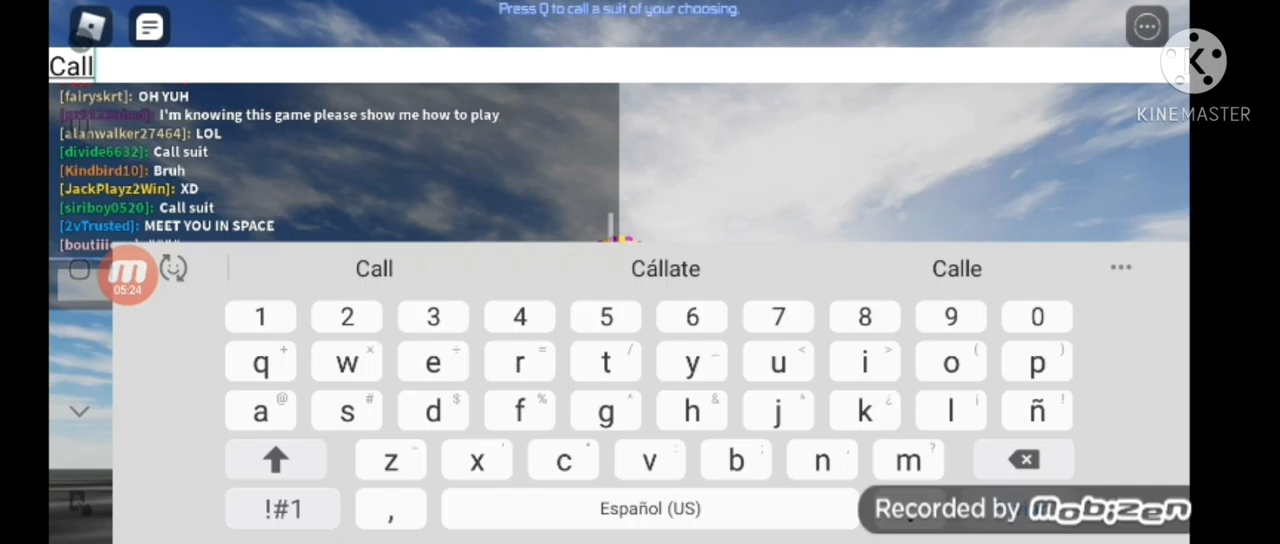 Press Q to call a suit of your choosing.
Call
[fairyskrt]: OH YUH
I'm knowing this game please show me how to play
[alanwalker27464]: LOL
[divide6632]: Call suit
[Kindbird10]: Bruh
[JackPlayz2Win]: XD
[siriboy0520]: Call suit
[2vTrusted]: MEET YOU IN SPACE
KINEMASTER
05:24
Call Cállate Calle
1 2 3 4 5 6 7 8 9 0
q w e r t y u i o p
a s d f g h j k l ñ
z x c v b n m
!#1 , Español (US)
Recorded by Mobizen